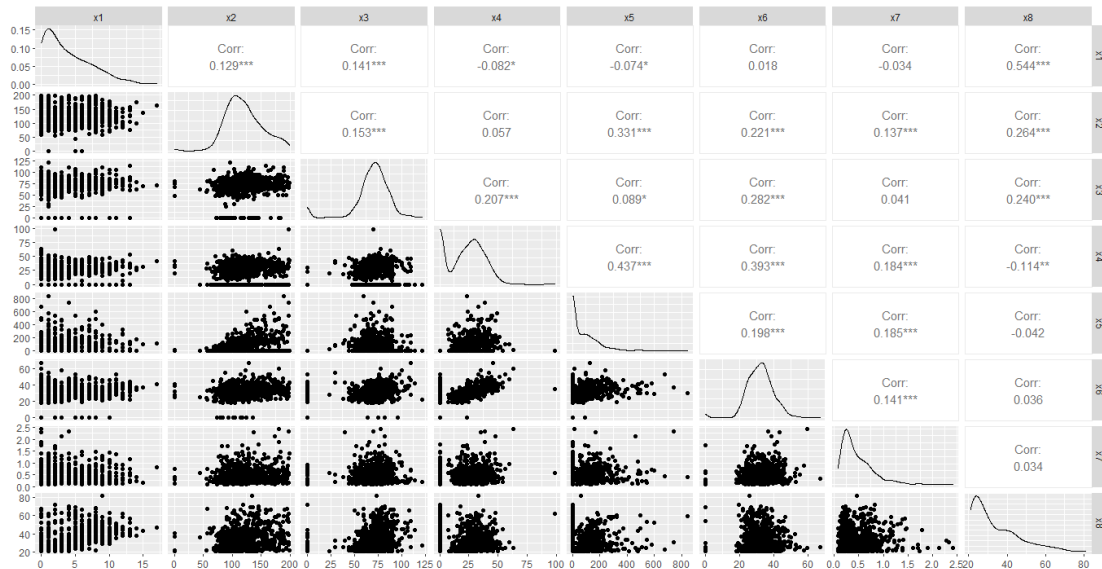 x1 x2 x3 x4 x5 x6 x7 x8
0.15
0.10
0.05
0.00
Corr:
0.129***
Corr:
0.141***
Corr:
-0.082*
Corr:
-0.074*
Corr:
0.018
Corr:
-0.034
Corr:
0.544***
x1
200
150
100
50
0
Corr:
0.153***
Corr:
0.057
Corr:
0.331***
Corr:
0.221***
Corr:
0.137***
Corr:
0.264***
x2
125
100
75
50
25
0
Corr:
0.207***
Corr:
0.089*
Corr:
0.282***
Corr:
0.041
Corr:
0.240***
x3
100
75
50
25
0
Corr:
0.437***
Corr:
0.393***
Corr:
0.184***
Corr:
-0.114**
x4
800
600
400
200
0
Corr:
0.198***
Corr:
0.185***
Corr:
-0.042
x5
60
40
20
0
Corr:
0.141***
Corr:
0.036
x6
2.5
2.0
1.5
1.0
0.5
0.0
Corr:
0.034
x7
80
60
40
20
x8
0 5 10 15 0 50 100 150 200 0 25 50 75 100 125 0 25 50 75 100 0 200 400 600 800 0 20 40 60 0.0 0.5 1.0 1.5 2.0 2.5 20 40 60 80